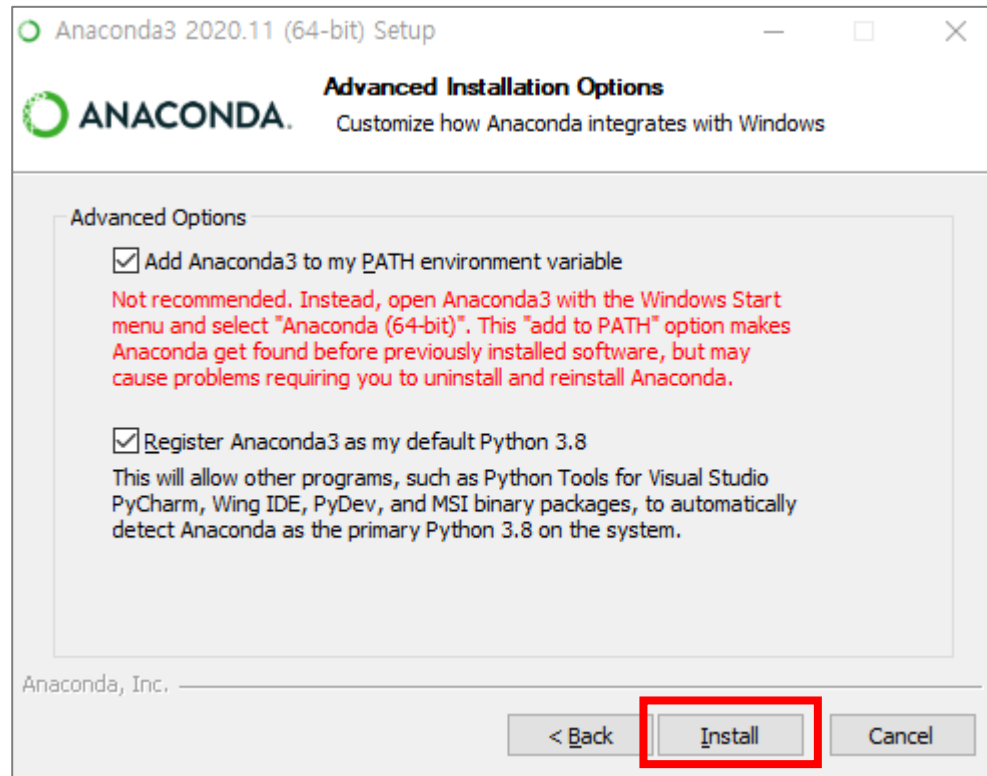 Anaconda3 2020.11 (64-bit) Setup
ANACONDA.
Advanced Installation Options
Customize how Anaconda integrates with Windows
Advanced Options
Add Anaconda3 to my PATH environment variable
Not recommended. Instead, open Anaconda3 with the Windows Start
menu and select "Anaconda (64-bit)". This "add to PATH" option makes
Anaconda get found before previously installed software, but may
cause problems requiring you to uninstall and reinstall Anaconda.
Register Anaconda3 as my default Python 3.8
This will allow other programs, such as Python Tools for Visual Studio
PyCharm, Wing IDE, PyDev, and MSI binary packages, to automatically
detect Anaconda as the primary Python 3.8 on the system.
Anaconda, Inc.
< Back
Install
Cancel